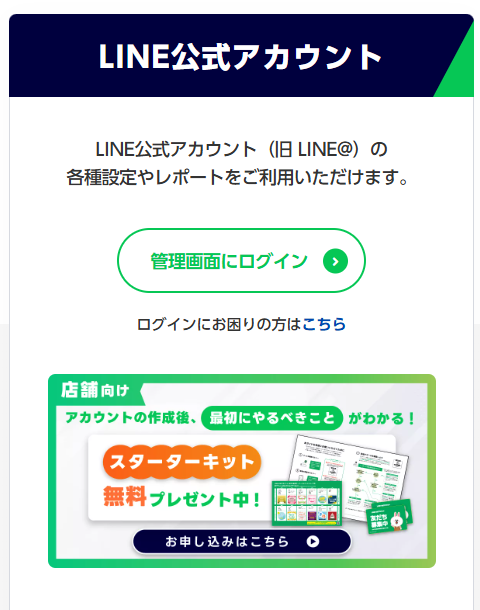 LINE公式アカウント
LINE公式アカウント（旧 LINE@）の
各種設定やレポートをご利用いただけます。
管理画面にログイン
ログインにお困りの方はこちら
店舗向け
アカウントの作成後、最初にやるべきことがわかる！
スターターキット
無料プレゼント中！
友だち
募集中
お申し込みはこちら